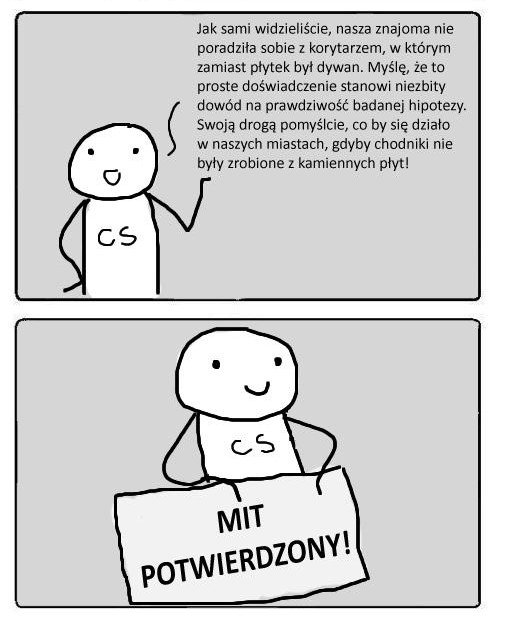 Jak sami widzieliście, nasza znajoma nie
poradziła sobie z korytarzem, w którym
zamiast płytek był dywan. Myślę, że to
proste doświadczenie stanowi niezbity
dowód na prawdziwość badanej hipotezy.
Swoją drogą pomyślcie, co by się działo
w naszych miastach, gdyby chodniki nie
były zrobione z kamiennych płyt!
CS
CS
MIT
POTWIERDZONY!